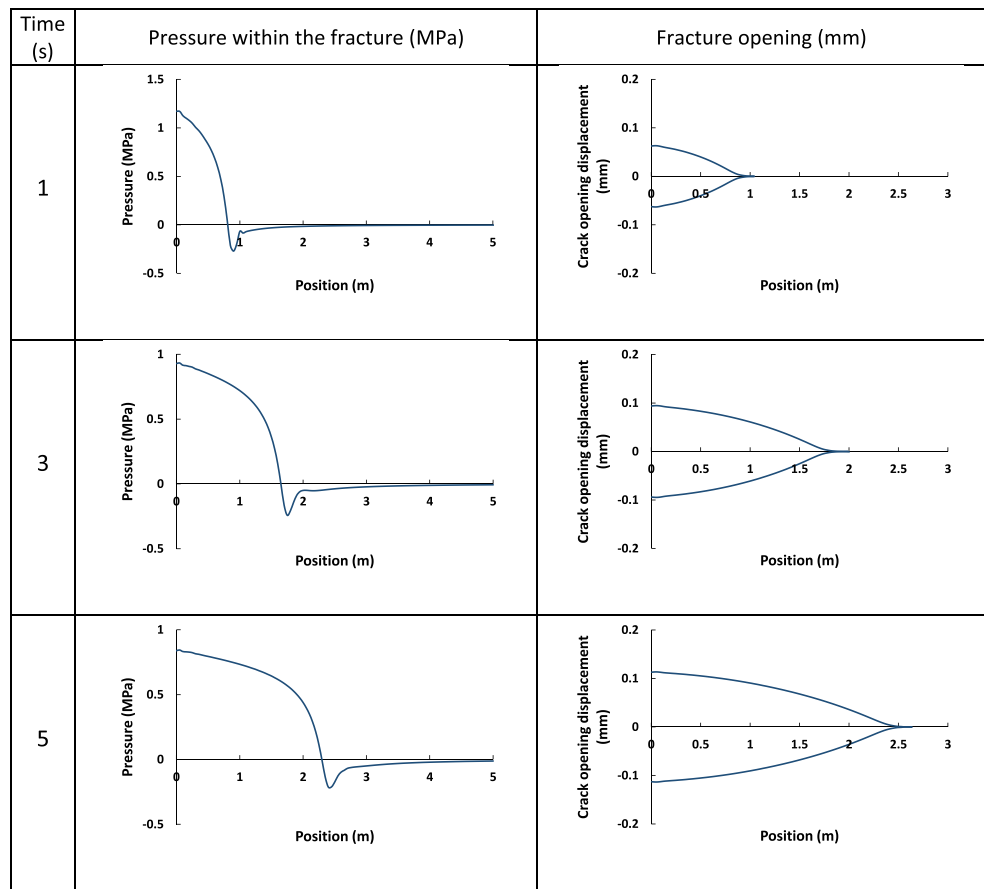 Time
(s)
Pressure within the fracture (MPa)
Fracture opening (mm)
1
1.5
1
0.5
0
-0.5
0 1 2 3 4 5
Pressure (MPa)
Position (m)
0.2
0.1
0
-0.1
-0.2
0 0.5 1 1.5 2 2.5 3
Crack opening displacement
(mm)
Position (m)
3
1
0.5
0
-0.5
0 1 2 3 4 5
Pressure (MPa)
Position (m)
0.2
0.1
0
-0.1
-0.2
0 0.5 1 1.5 2 2.5 3
Crack opening displacement
(mm)
Position (m)
5
1
0.5
0
-0.5
0 1 2 3 4 5
Pressure (MPa)
Position (m)
0.2
0.1
0
-0.1
-0.2
0 0.5 1 1.5 2 2.5 3
Crack opening displacement
(mm)
Position (m)